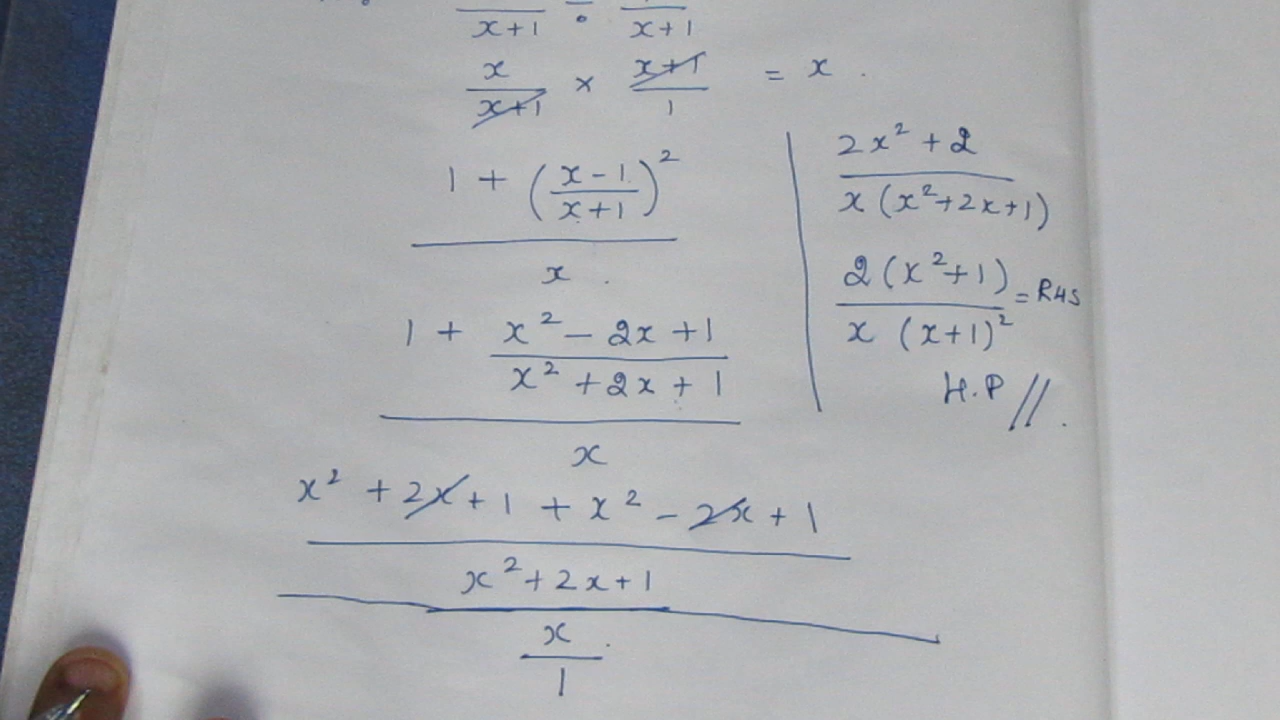 x+1 ÷ x+1
x/x+1 × x+1/1 = x .
1 + (x-1/x+1)²
x .
1 + x² - 2x + 1/x² + 2x + 1
x
x² + 2x + 1 + x² - 2x + 1
x² + 2x + 1
x/1
2x² + 2
x (x² + 2x + 1)
2 (x² + 1) = RHS
x (x+1)²
H.P //.